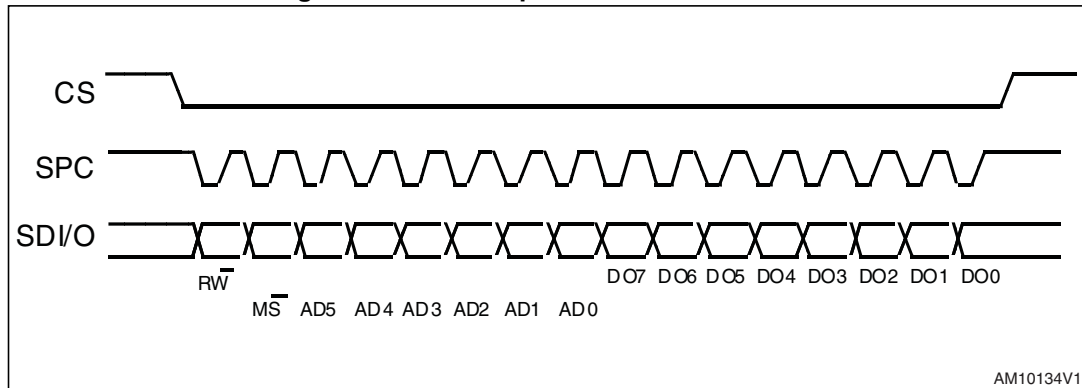 CS
SPC
SDI/O
RW DO7 DO6 DO5 DO4 DO3 DO2 DO1 DO0
MS AD5 AD4 AD3 AD2 AD1 AD0
AM10134V1